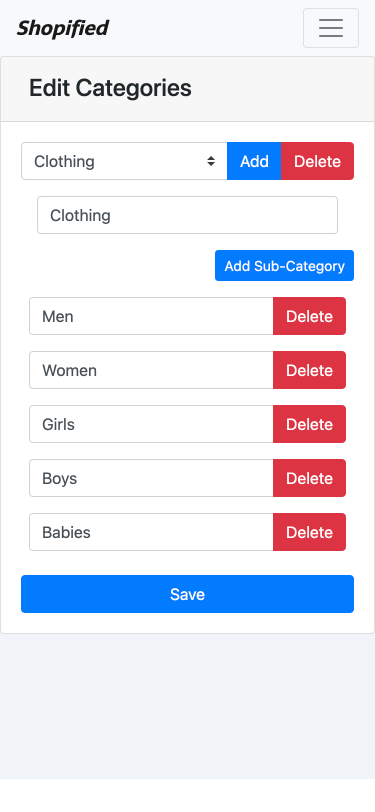 Shopified
Edit Categories
Clothing Add Delete
Clothing
Add Sub-Category
Men Delete
Women Delete
Girls Delete
Boys Delete
Babies Delete
Save